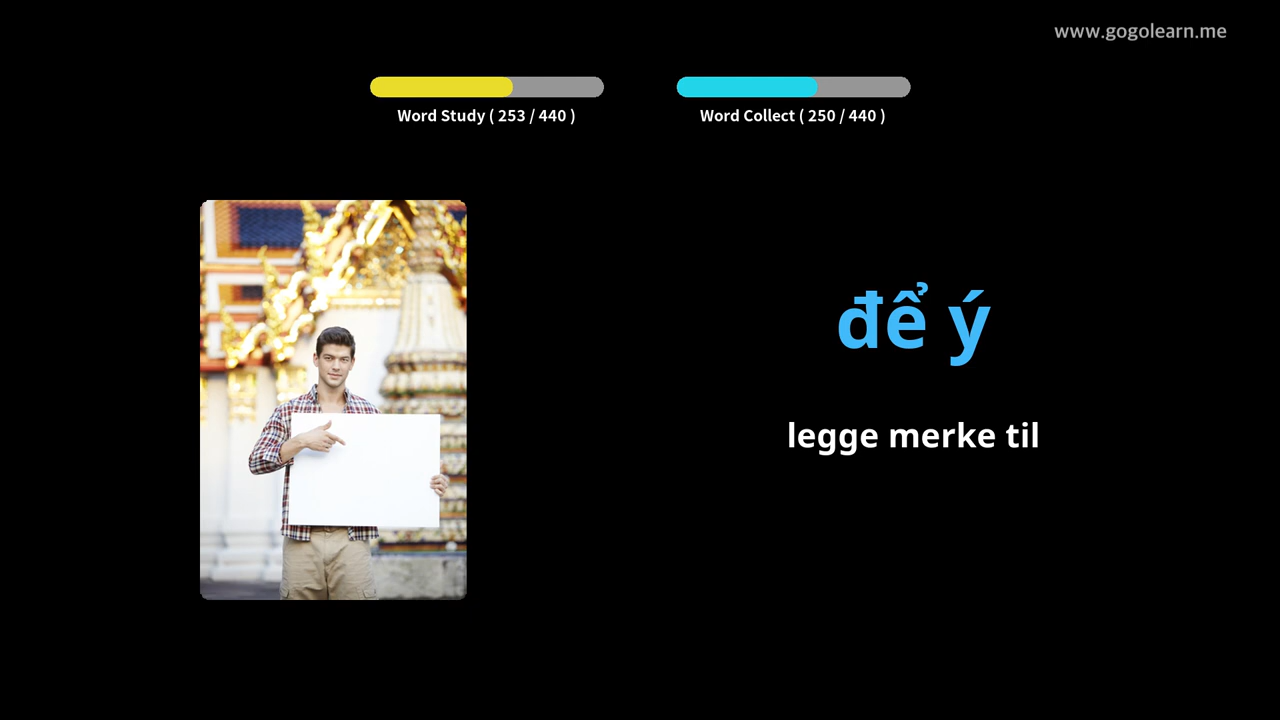 www.gogolearn.me
Word Study ( 253 / 440 )
Word Collect ( 250 / 440 )
để ý
legge merke til